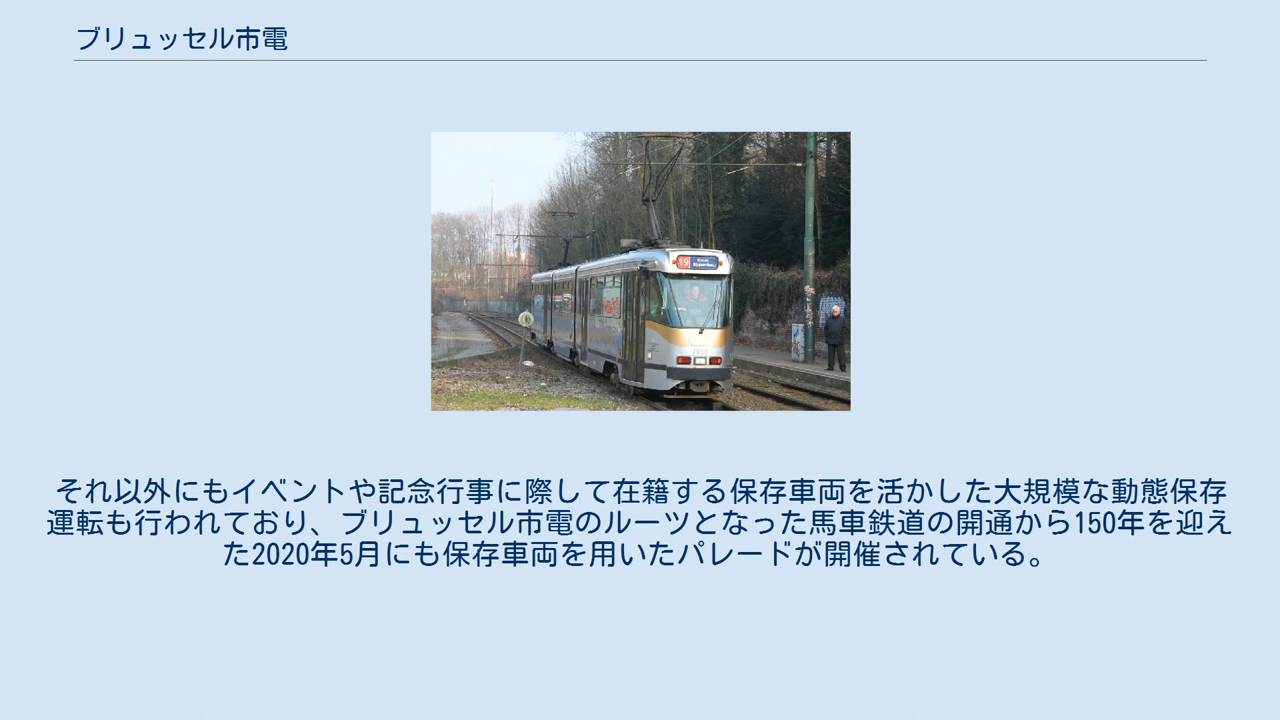 ブリュッセル市電
19
それ以外にもイベントや記念行事に際して在籍する保存車両を活かした大規模な動態保存
運転も行われており、ブリュッセル市電のルーツとなった馬車鉄道の開通から150年を迎え
た2020年5月にも保存車両を用いたパレードが開催されている。